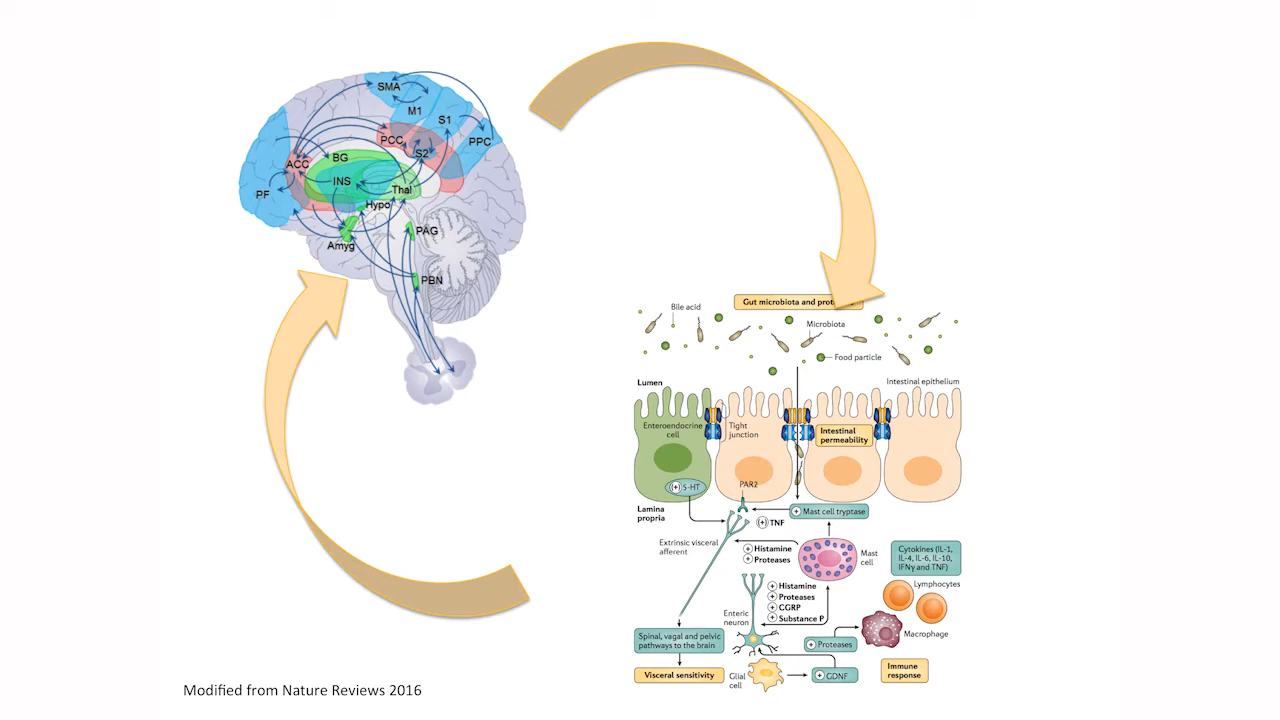 SMA
M1
S1
PCC
PPC
S2
BG
ACC
INS
Thal
PF
Hypo
PAG
Amyg
PBN
Gut microbiota and prot
Bile acid
Microbiota
Food particle
Lumen
Intestinal epithelium
Enteroendocrine
cell
Tight
junction
Intestinal
permeability
(+) 5-HT
PAR2
Lamina
propria
+ Mast cell tryptase
(+) TNF
Extrinsic visceral
afferent
+ Histamine
+ Proteases
Mast
cell
Cytokines (IL-1,
IL-4, IL-6, IL-10,
IFNγ and TNF)
+ Histamine
+ Proteases
+ CGRP
+ Substance P
Lymphocytes
Enteric
neuron
Macrophage
Spinal, vagal and pelvic
pathways to the brain
+ Proteases
Visceral sensitivity
Glial
cell
+ GDNF
Immune
response
Modified from Nature Reviews 2016